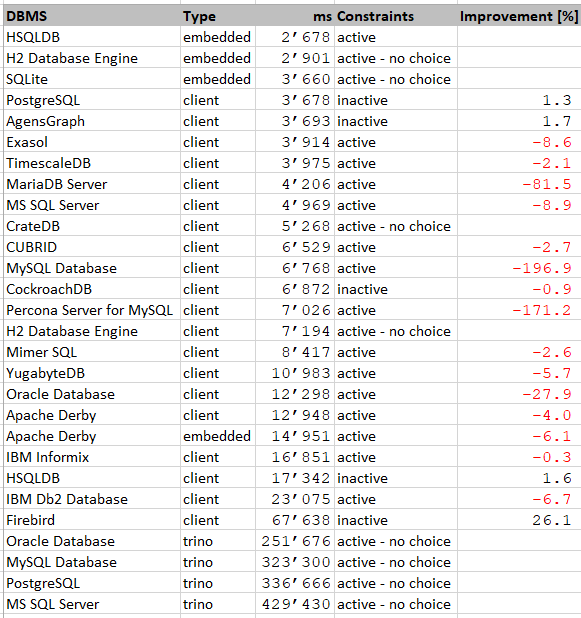 DBMS Type ms Constraints Improvement [%]
HSQLDB embedded 2’678 active
H2 Database Engine embedded 2’901 active - no choice
SQLite embedded 3’660 active - no choice
PostgreSQL client 3’678 inactive 1.3
AgensGraph client 3’693 inactive 1.7
Exasol client 3’914 active -8.6
TimescaleDB client 3’975 active -2.1
MariaDB Server client 4’206 active -81.5
MS SQL Server client 4’969 active -8.9
CrateDB client 5’268 active - no choice
CUBRID client 6’529 active -2.7
MySQL Database client 6’768 active -196.9
CockroachDB client 6’872 inactive -0.9
Percona Server for MySQL client 7’026 active -171.2
H2 Database Engine client 7’194 active - no choice
Mimer SQL client 8’417 active -2.6
YugabyteDB client 10’983 active -5.7
Oracle Database client 12’298 active -27.9
Apache Derby client 12’948 active -4.0
Apache Derby embedded 14’951 active -6.1
IBM Informix client 16’851 active -0.3
HSQLDB client 17’342 inactive 1.6
IBM Db2 Database client 23’075 active -6.7
Firebird client 67’638 inactive 26.1
Oracle Database trino 251’676 active - no choice
MySQL Database trino 323’300 active - no choice
PostgreSQL trino 336’666 active - no choice
MS SQL Server trino 429’430 active - no choice